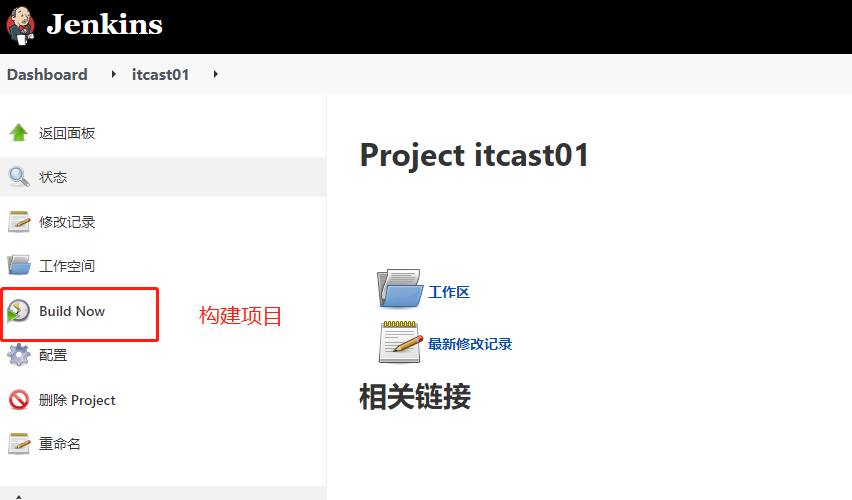 Jenkins
Dashboard itcast01
返回面板
状态
修改记录
工作空间
Build Now
构建项目
配置
删除 Project
重命名
Project itcast01
工作区
最新修改记录
相关链接